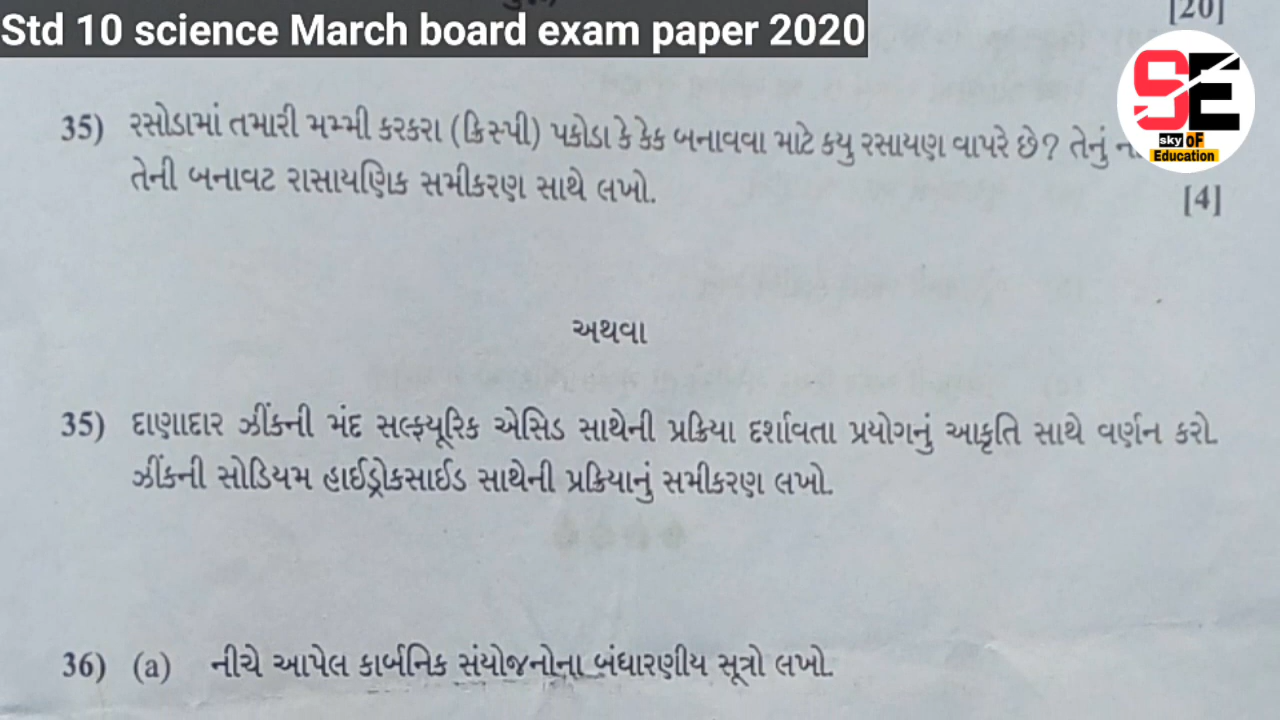 Std 10 science March board exam paper 2020
[20]
SE
sky OF
Education
35) રસોડામાં તમારી મમ્મી કરકરા (ક્રિસ્પી) પકોડા કે કેક બનાવવા માટે કયુ રસાયણ વાપરે છે? તેનું
તેની બનાવટ રાસાયણિક સમીકરણ સાથે લખો.
[4]
અથવા
35) દાણાદાર ઝીંકની મંદ સલ્ફ્યૂરિક એસિડ સાથેની પ્રક્રિયા દર્શાવતા પ્રયોગનું આકૃતિ સાથે વર્ણન કરો.
ઝીંકની સોડિયમ હાઈડ્રોકસાઈડ સાથેની પ્રક્રિયાનું સમીકરણ લખો.
36) (a) નીચે આપેલ કાર્બનિક સંયોજનોના બંધારણીય સૂત્રો લખો.